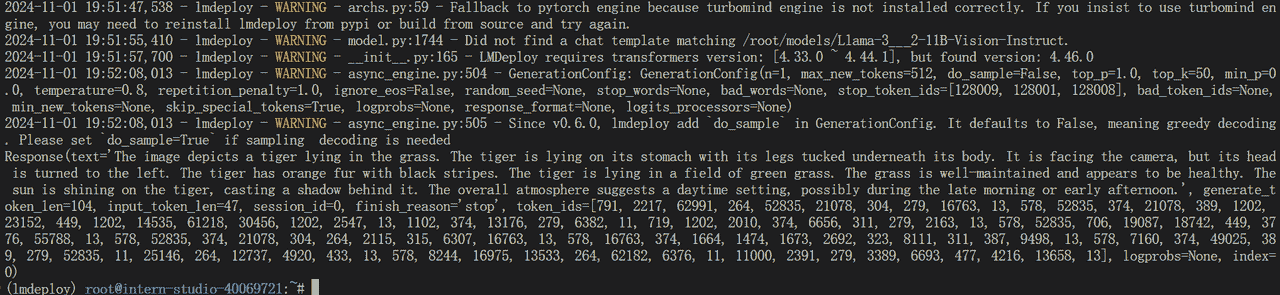 2024-11-01 19:51:47,538 - lmdeploy - WARNING - archs.py:59 - Fallback to pytorch engine because turbomind engine is not installed correctly. If you insist to use turbomind en
gine, you may need to reinstall lmdeploy from pypi or build from source and try again.
2024-11-01 19:51:55,410 - lmdeploy - WARNING - model.py:1744 - Did not find a chat template matching /root/models/Llama-3___2-11B-Vision-Instruct.
2024-11-01 19:51:57,700 - lmdeploy - WARNING - __init__.py:165 - LMDeploy requires transformers version: [4.33.0 ~ 4.44.1], but found version: 4.46.0
2024-11-01 19:52:08,013 - lmdeploy - WARNING - async_engine.py:504 - GenerationConfig: GenerationConfig(n=1, max_new_tokens=512, do_sample=False, top_p=1.0, top_k=50, min_p=0
.0, temperature=0.8, repetition_penalty=1.0, ignore_eos=False, random_seed=None, stop_words=None, bad_words=None, stop_token_ids=[128009, 128001, 128008], bad_token_ids=None,
min_new_tokens=None, skip_special_tokens=True, logprobs=None, response_format=None, logits_processors=None)
2024-11-01 19:52:08,013 - lmdeploy - WARNING - async_engine.py:505 - Since v0.6.0, lmdeploy add `do_sample` in GenerationConfig. It defaults to False, meaning greedy decoding
. Please set `do_sample=True` if sampling  decoding is needed
Response(text='The image depicts a tiger lying in the grass. The tiger is lying on its stomach with its legs tucked underneath its body. It is facing the camera, but its head
is turned to the left. The tiger has orange fur with black stripes. The tiger is lying in a field of green grass. The grass is well-maintained and appears to be healthy. The
sun is shining on the tiger, casting a shadow behind it. The overall atmosphere suggests a daytime setting, possibly during the late morning or early afternoon.', generate_t
oken_len=104, input_token_len=47, session_id=0, finish_reason='stop', token_ids=[791, 2217, 62991, 264, 52835, 21078, 304, 279, 16763, 13, 578, 52835, 374, 21078, 389, 1202,
23152, 449, 1202, 14535, 61218, 30456, 1202, 2547, 13, 1102, 374, 13176, 279, 6382, 11, 719, 1202, 2010, 374, 6656, 311, 279, 2163, 13, 578, 52835, 706, 19087, 18742, 449, 37
76, 55788, 13, 578, 52835, 374, 21078, 304, 264, 2115, 315, 6307, 16763, 13, 578, 16763, 374, 1664, 1474, 1673, 2692, 323, 8111, 311, 387, 9498, 13, 578, 7160, 374, 49025, 38
9, 279, 52835, 11, 25146, 264, 12737, 4920, 433, 13, 578, 8244, 16975, 13533, 264, 62182, 6376, 11, 11000, 2391, 279, 3389, 6693, 477, 4216, 13658, 13], logprobs=None, index=
0)
(lmdeploy) root@intern-studio-40069721:~#